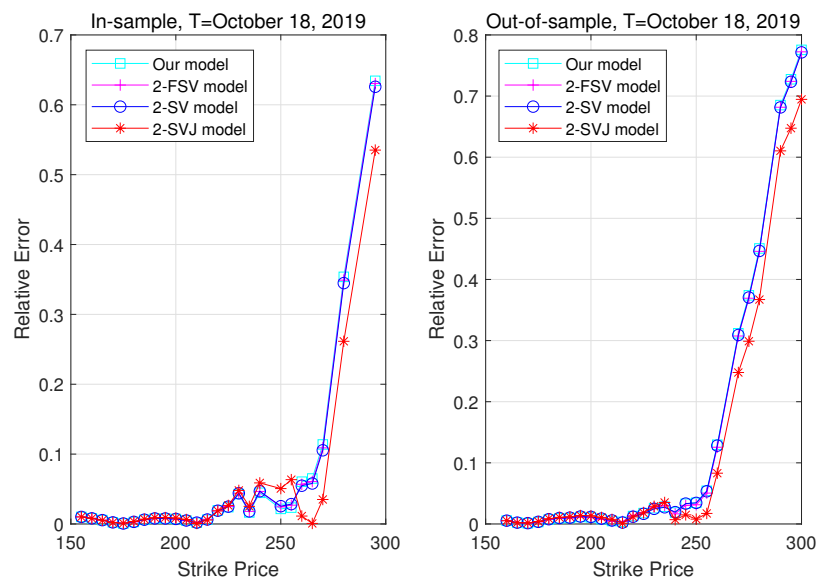 In-sample, T=October 18, 2019
0.7
0.6
0.5
0.4
0.3
0.2
0.1
0
Relative Error
Our model
2-FSV model
2-SV model
2-SVJ model
150 200 250 300
Strike Price
Out-of-sample, T=October 18, 2019
0.8
0.7
0.6
0.5
0.4
0.3
0.2
0.1
0
Relative Error
Our model
2-FSV model
2-SV model
2-SVJ model
150 200 250 300
Strike Price